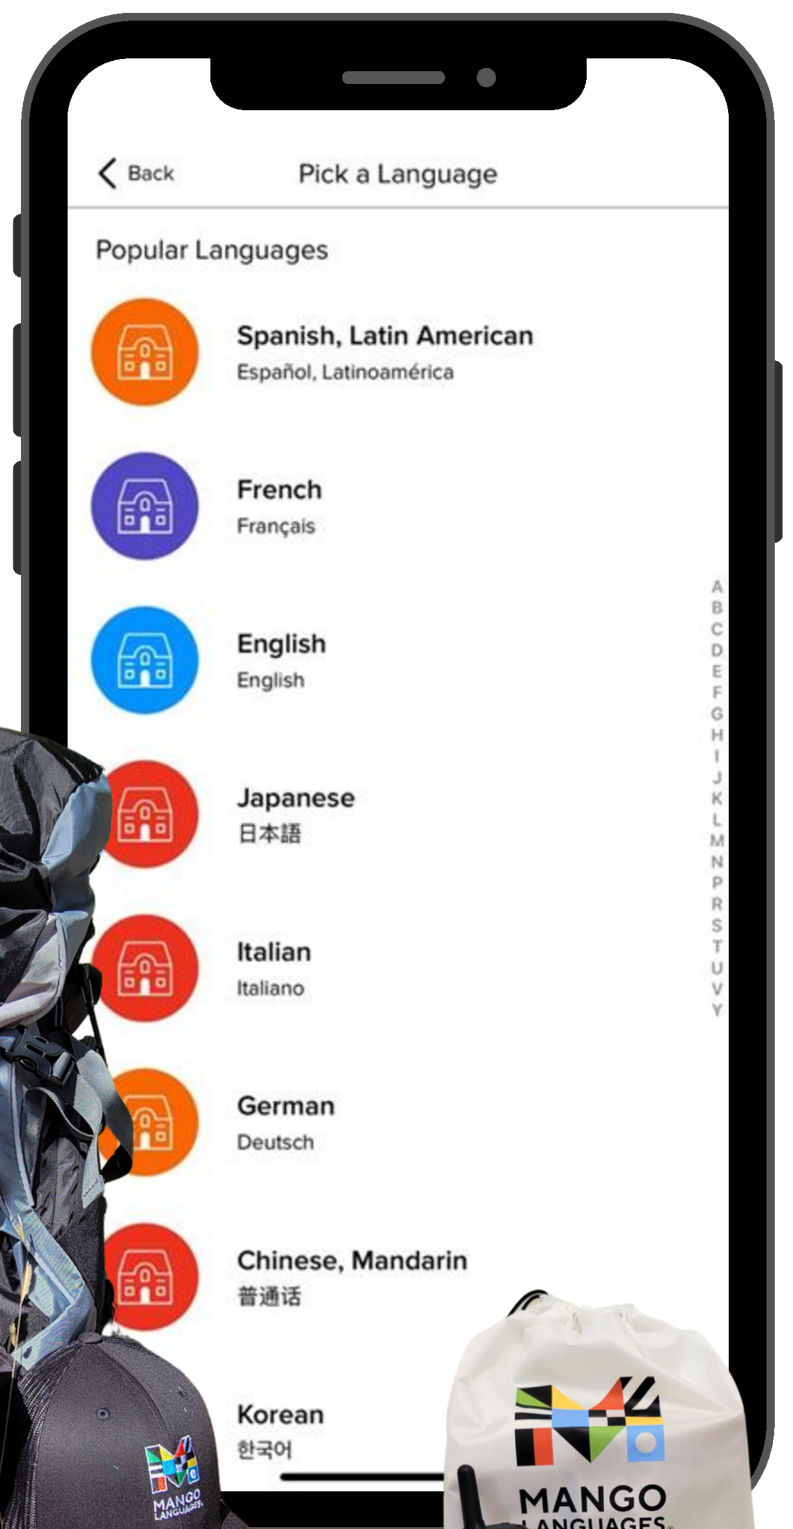 Back
Pick a Language
Popular Languages
Spanish, Latin American
Español, Latinoamérica
French
Français
English
English
Japanese
日本語
Italian
Italiano
German
Deutsch
Chinese, Mandarin
普通话
Korean
한국어
A
B
C
D
E
F
G
H
I
J
K
L
M
N
P
R
S
T
U
V
Y
MANGO
LANGUAGES
MANGO
LANGUAGES